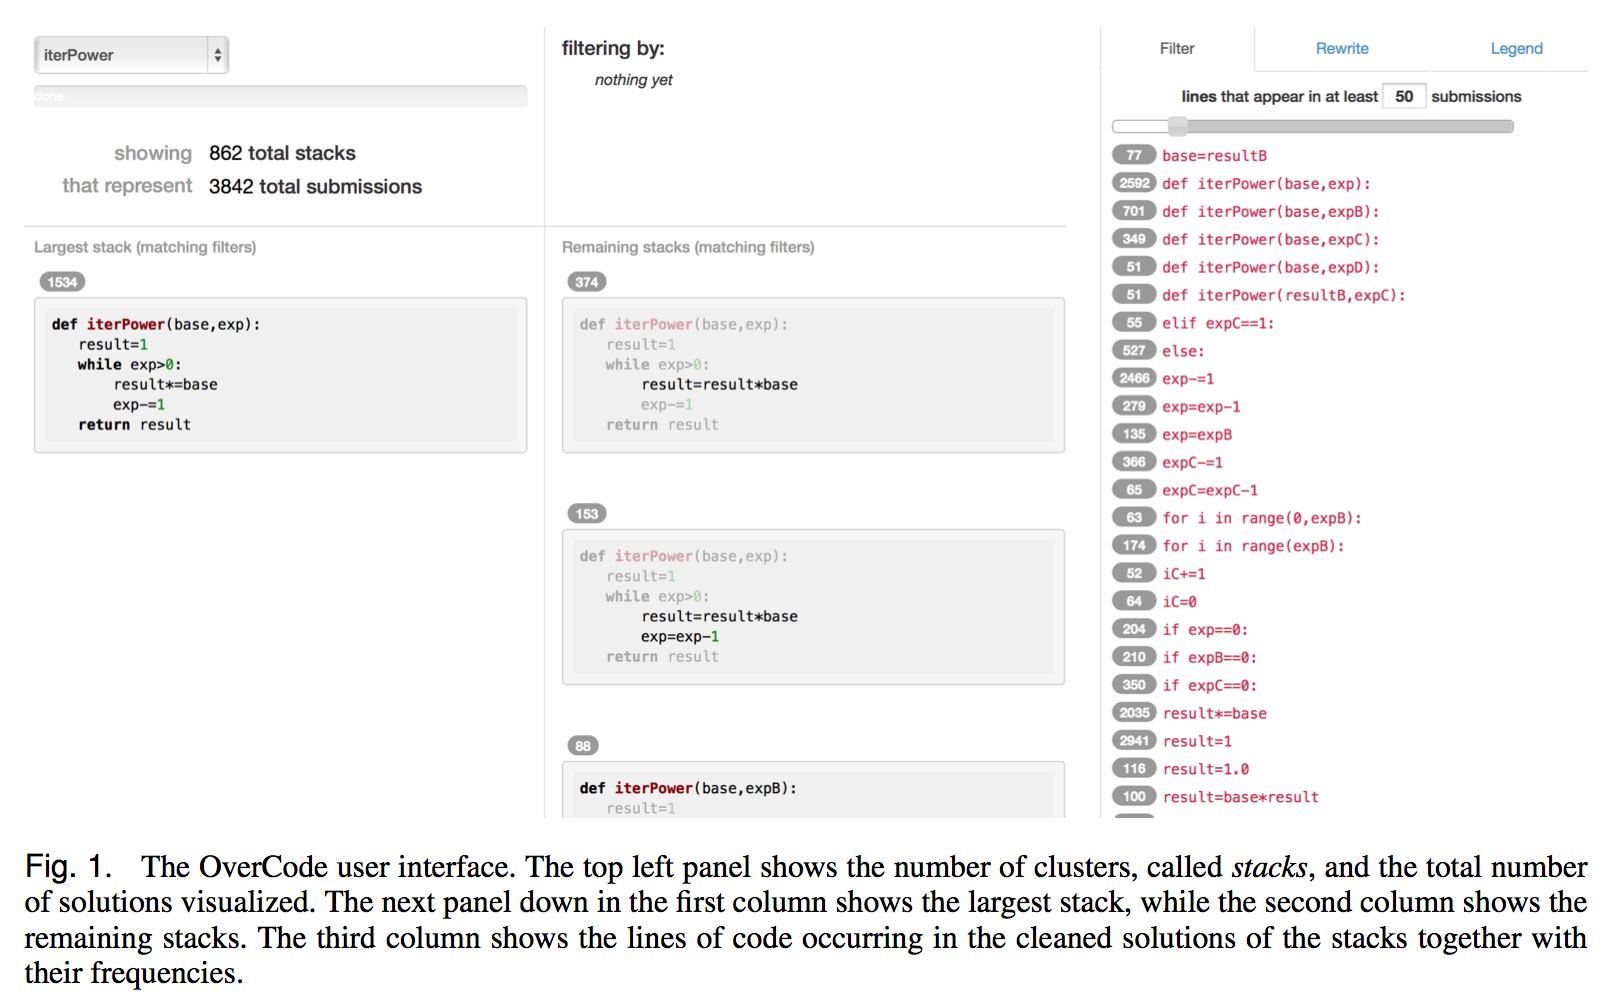 iterPower
done
showing 862 total stacks
that represent 3842 total submissions
filtering by:
nothing yet
Largest stack (matching filters)
1534
def iterPower(base,exp):
result=1
while exp>0:
result*=base
exp-=1
return result
Remaining stacks (matching filters)
374
def iterPower(base,exp):
result=1
while exp>0:
result=result*base
exp-=1
return result
153
def iterPower(base,exp):
result=1
while exp>0:
result=result*base
exp=exp-1
return result
88
def iterPower(base,expB):
result=1
Filter Rewrite Legend
lines that appear in at least 50 submissions
77 base=resultB
2592 def iterPower(base,exp):
701 def iterPower(base,expB):
349 def iterPower(base,expC):
51 def iterPower(base,expD):
51 def iterPower(resultB,expC):
55 elif expC==1:
527 else:
2466 exp-=1
279 exp=exp-1
135 exp=expB
366 expC-=1
65 expC=expC-1
63 for i in range(0,expB):
174 for i in range(expB):
52 iC+=1
64 iC=0
204 if exp==0:
210 if expB==0:
350 if expC==0:
2035 result*=base
2941 result=1
116 result=1.0
100 result=base*result
Fig. 1. The OverCode user interface. The top left panel shows the number of clusters, called stacks, and the total number
of solutions visualized. The next panel down in the first column shows the largest stack, while the second column shows the
remaining stacks. The third column shows the lines of code occurring in the cleaned solutions of the stacks together with
their frequencies.